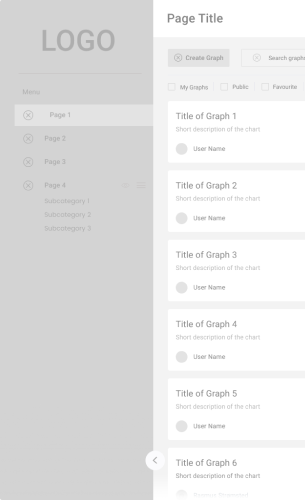 LOGO
Menu
Page 1
Page 2
Page 3
Page 4
Subcategory 1
Subcategory 2
Subcategory 3
Page Title
Create Graph
Search graph
My Graphs
Public
Favourite
Title of Graph 1
Short description of the chart
User Name
Title of Graph 2
Short description of the chart
User Name
Title of Graph 3
Short description of the chart
User Name
Title of Graph 4
Short description of the chart
User Name
Title of Graph 5
Short description of the chart
User Name
Title of Graph 6
Short description of the chart